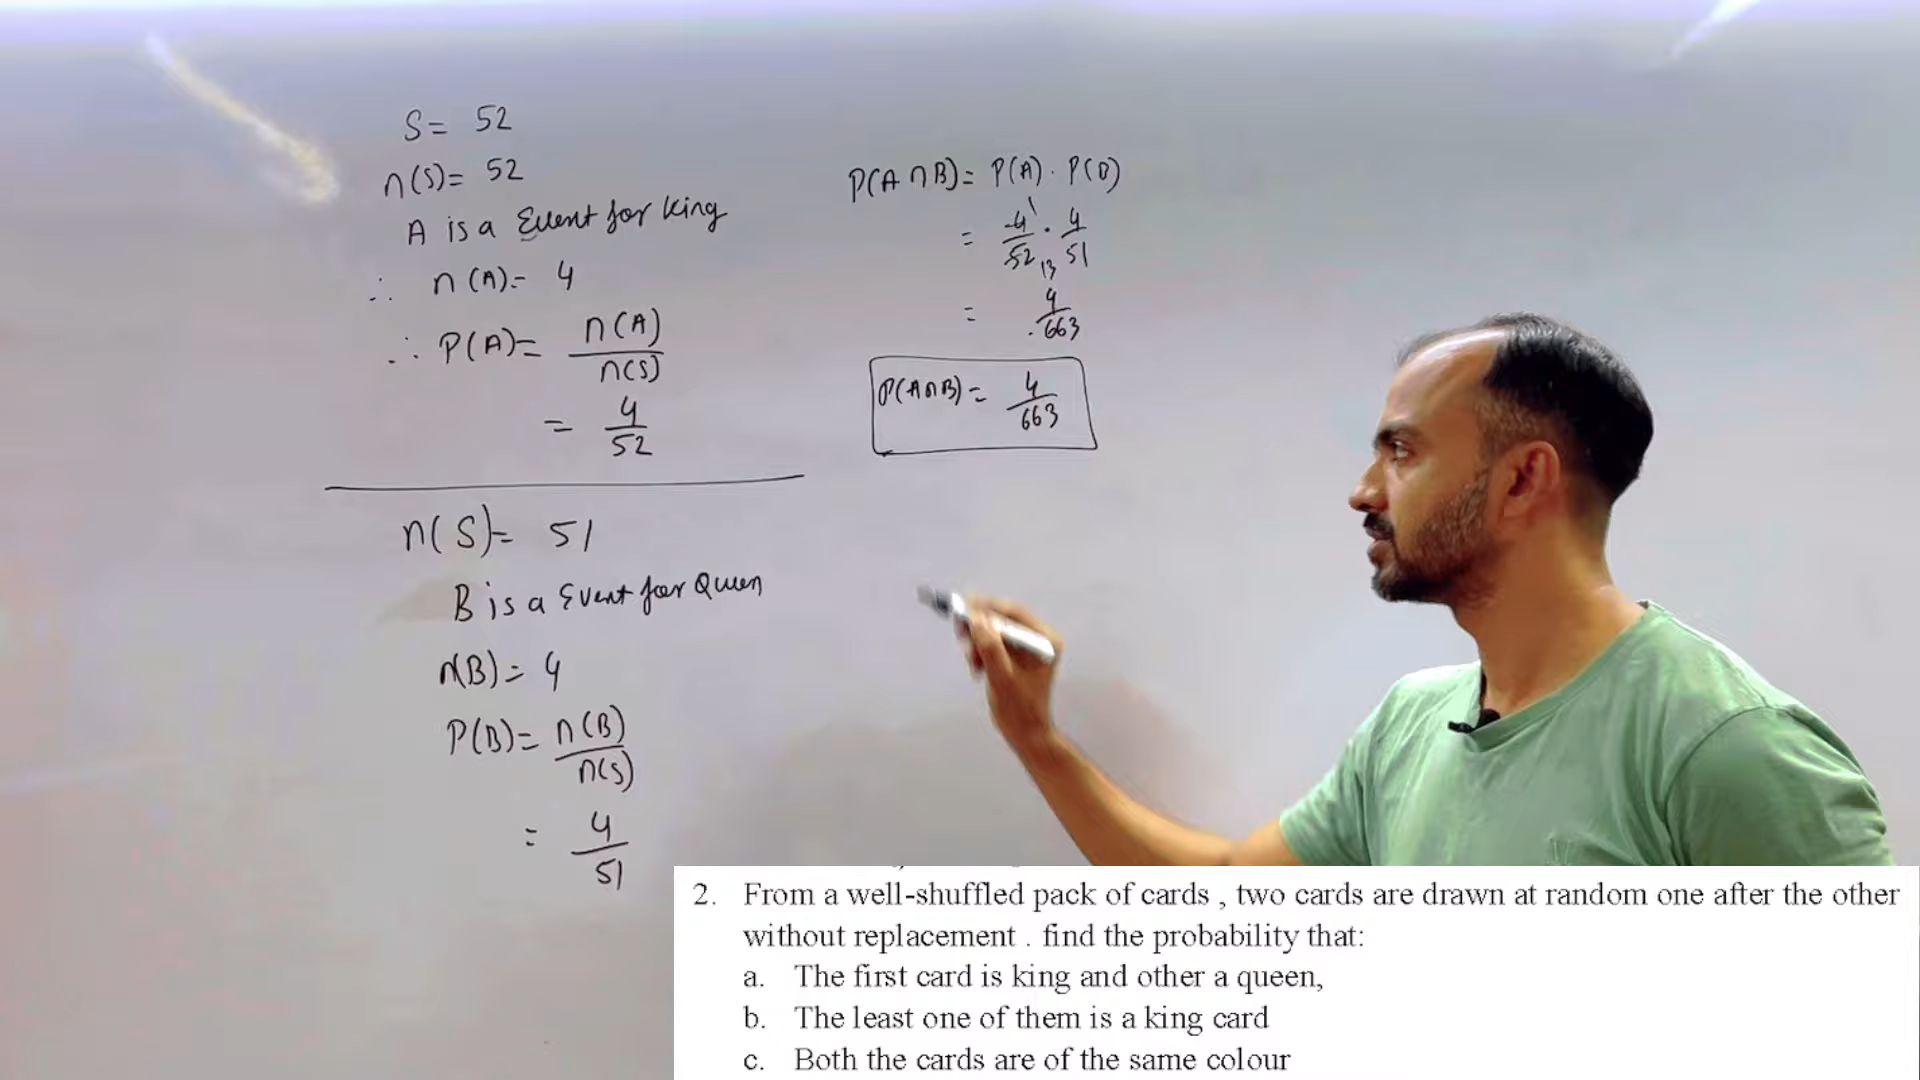 S= 52
n(S)= 52
A is a Event for King
∴ n(A)= 4
∴ P(A)= n(A)
n(S)
= 4
52
n(S)= 51
B is a Event for Queen
n(B)= 4
P(B)= n(B)
n(S)
= 4
51
P(A∩B)= P(A). P(B)
= 4 1 . 4
52 13 51
= 4
663
P(A∩B)= 4
663
2. From a well-shuffled pack of cards , two cards are drawn at random one after the other
without replacement . find the probability that:
a. The first card is king and other a queen,
b. The least one of them is a king card
c. Both the cards are of the same colour